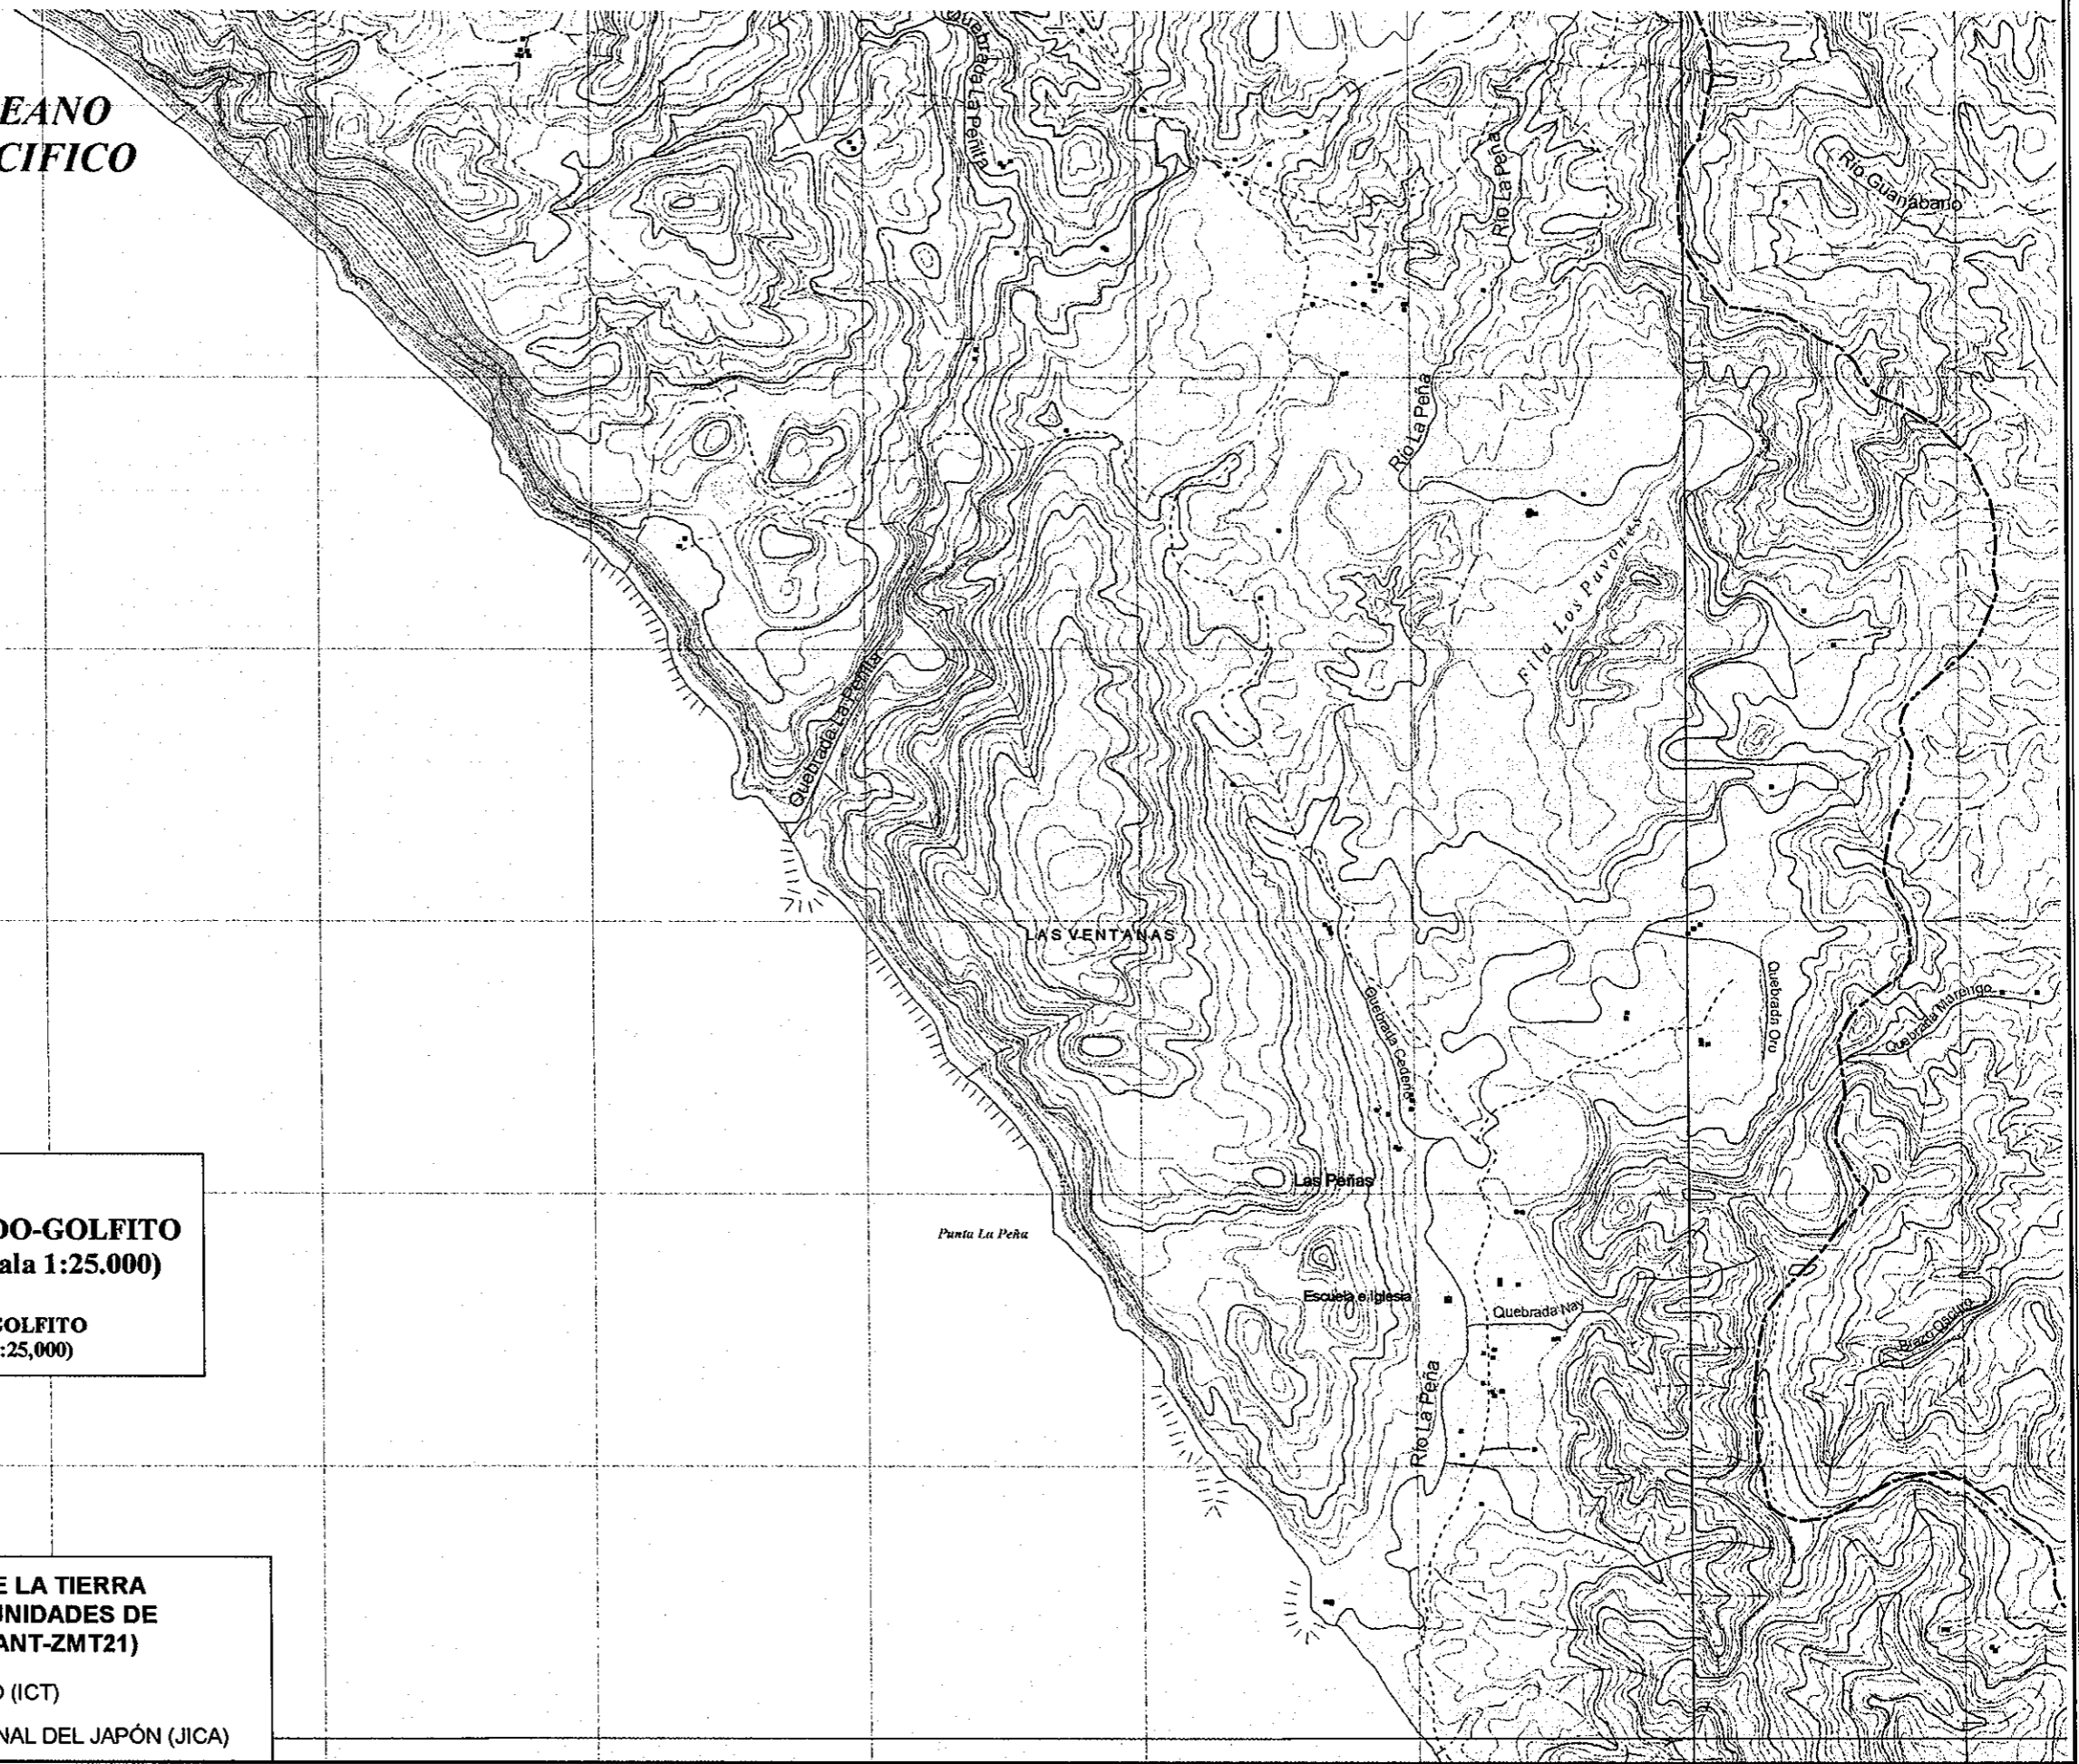 EANO
CIFICO
Quebrada La Penita
Río La Peña
Río Guanábano
Río La Peña
Fila Los Pavones
Quebrada La Penita
LAS VENTANAS
Quebrada Cedeño
Quebrada Oro
Quebrada Marengo
Las Peñas
Punta La Peña
Escuela e Iglesia
Quebrada Nay
Brazo Oscuro
Río La Peña
DO-GOLFITO
ala 1:25.000)
GOLFITO
:25,000)
E LA TIERRA
UNIDADES DE
ANT-ZMT21)
O (ICT)
NAL DEL JAPÓN (JICA)